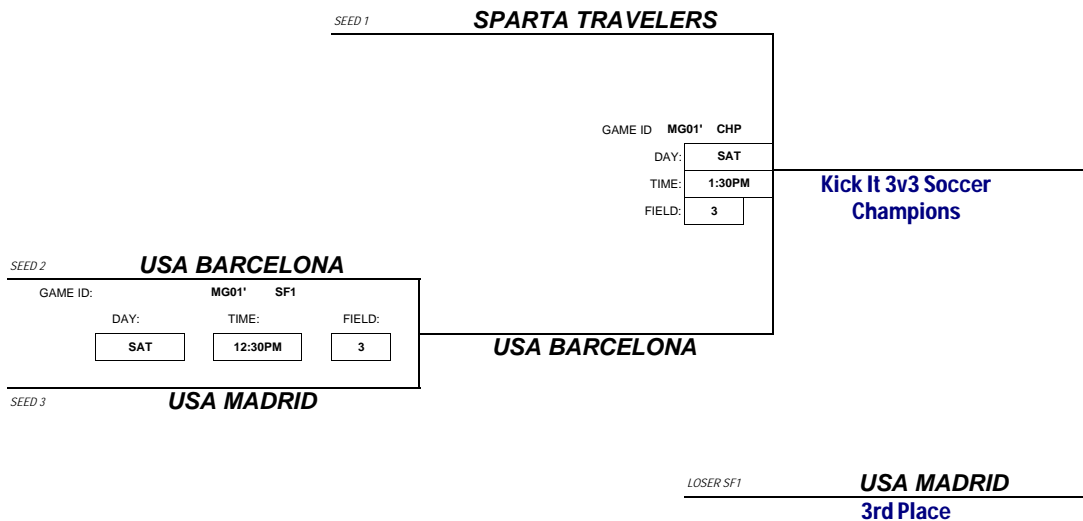 SEED 1 SPARTA TRAVELERS
GAME ID MG01' CHP
DAY: SAT
TIME: 1:30PM
FIELD: 3
Kick It 3v3 Soccer
Champions
SEED 2 USA BARCELONA
GAME ID: MG01' SF1
DAY: TIME: FIELD:
SAT 12:30PM 3
USA BARCELONA
SEED 3 USA MADRID
LOSER SF1 USA MADRID
3rd Place